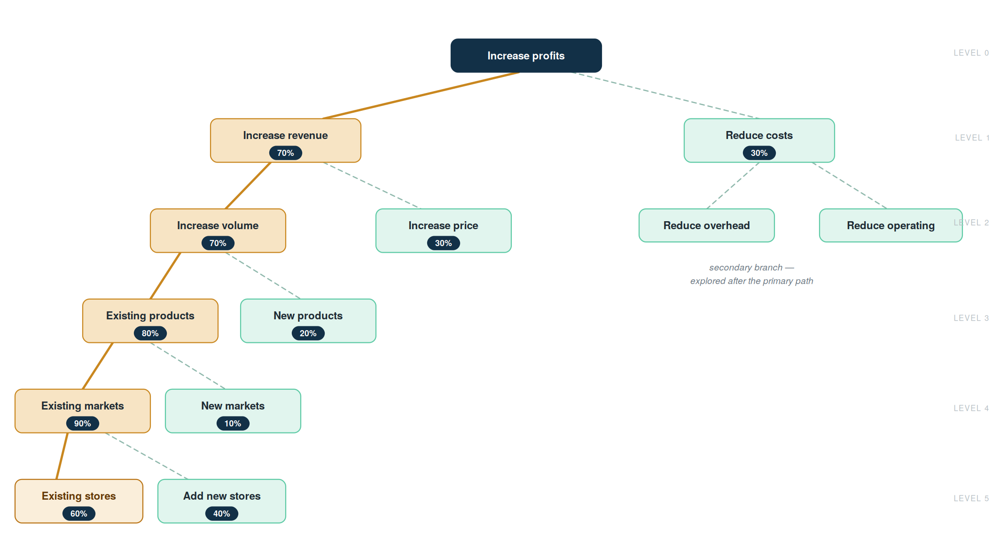 Increase profits
LEVEL 0
Increase revenue
70%
Reduce costs
30%
LEVEL 1
Increase volume
70%
Increase price
30%
Reduce overhead
Reduce operating
LEVEL 2
secondary branch —
explored after the primary path
Existing products
80%
New products
20%
LEVEL 3
Existing markets
90%
New markets
10%
LEVEL 4
Existing stores
60%
Add new stores
40%
LEVEL 5